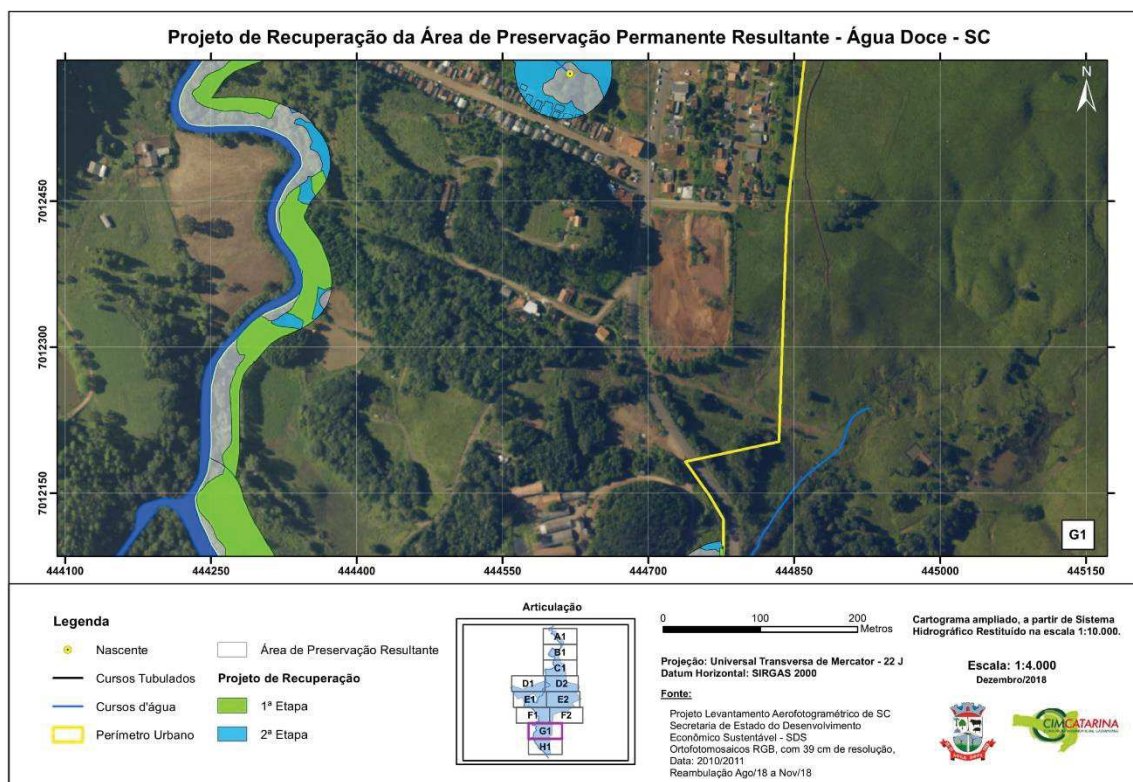 Projeto de Recuperação da Área de Preservação Permanente Resultante - Água Doce - SC
N
7012450
7012300
7012150
G1
444100
444250
444400
444550
444700
444850
445000
445150
Legenda
Nascente
Cursos Tubulados
Cursos d'água
Perímetro Urbano
Área de Preservação Resultante
Projeto de Recuperação
1ª Etapa
2ª Etapa
Articulação
A1
B1
C1
D1
D2
E1
E2
F1
F2
G1
H1
0
100
200
Metros
Projeção: Universal Transversa de Mercator - 22 J
Datum Horizontal: SIRGAS 2000
Fonte:
Projeto Levantamento Aerofotogramétrico de SC
Secretaria de Estado do Desenvolvimento
Econômico Sustentável - SDS
Ortofotomosaicos RGB, com 39 cm de resolução,
Data: 2010/2011
Reambulação Ago/18 a Nov/18
Cartograma ampliado, a partir de Sistema
Hidrográfico Restituído na escala 1:10.000.
Escala: 1:4.000
Dezembro/2018
CIMCATARINA